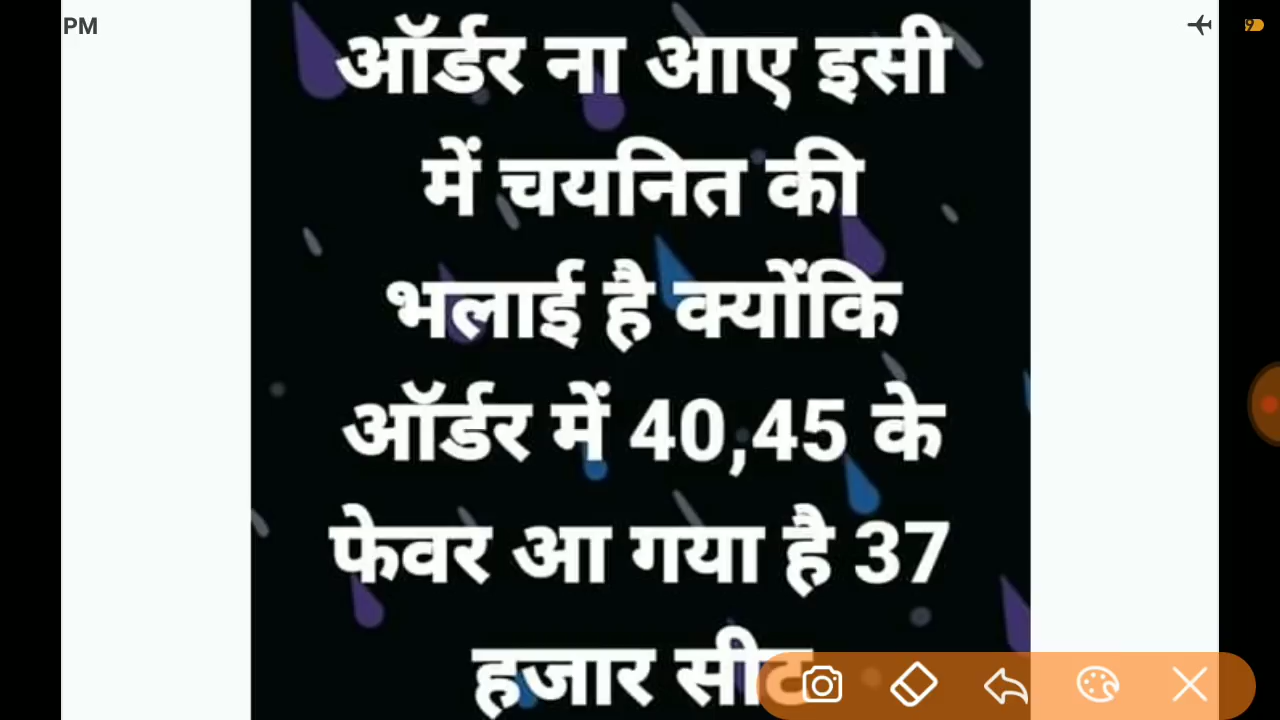 PM
ऑर्डर ना आए इसी
में चयनित की
भलाई है क्योंकि
ऑर्डर में 40,45 के
फेवर आ गया है 37
हजार सीट